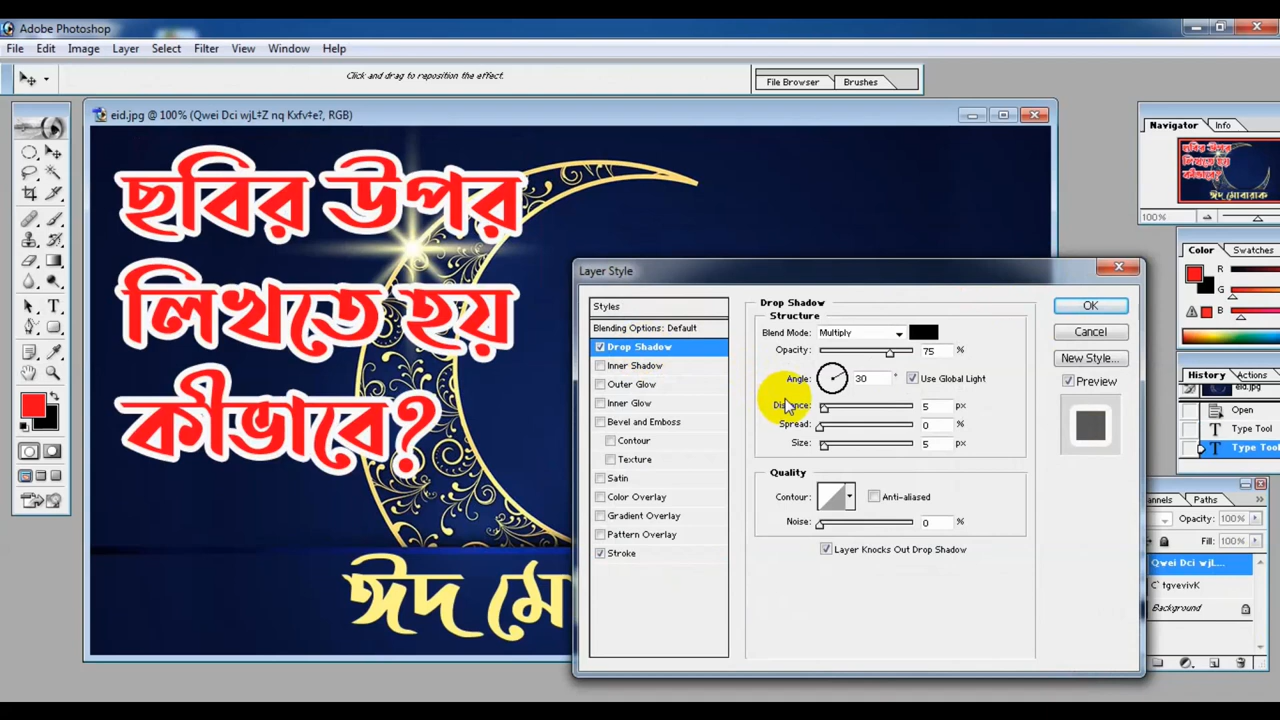 Adobe Photoshop
File Edit Image Layer Select Filter View Window Help
Click and drag to reposition the effect.
File Browser Brushes
eid.jpg @ 100% (Qwei Dci wjL‡Z nq Kxfv‡e?, RGB)
ছবির উপর
লিখতে হয়
কীভাবে?
ঈদ মো
Navigator Info
ছবির উপর
লিখতে হয়
কীভাবে?
ঈদ মোবারাক
100%
Color Swatches
R
G
B
History Actions
eid.jpg
Open
Type Tool
Type Tool
annels Paths
Opacity: 100%
Fill: 100%
Qwei Dci wjL...
C` tgvevivK
Background
Layer Style
Styles
Blending Options: Default
Drop Shadow
Inner Shadow
Outer Glow
Inner Glow
Bevel and Emboss
Contour
Texture
Satin
Color Overlay
Gradient Overlay
Pattern Overlay
Stroke
Drop Shadow
Structure
Blend Mode: Multiply
Opacity: 75 %
Angle: 30 ° Use Global Light
Distance: 5 px
Spread: 0 %
Size: 5 px
Quality
Contour: Anti-aliased
Noise: 0 %
Layer Knocks Out Drop Shadow
OK
Cancel
New Style...
Preview